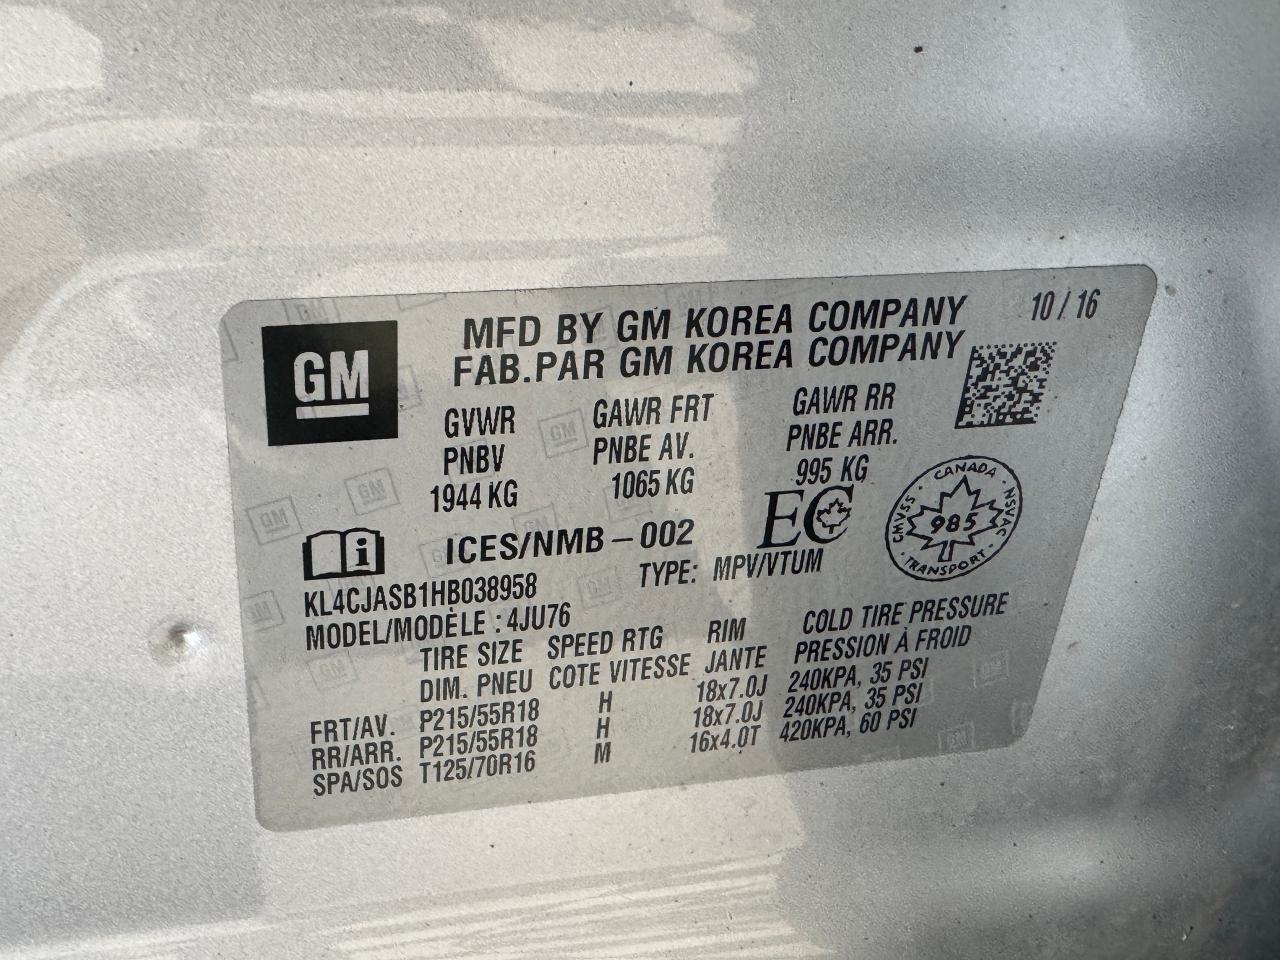 GM
MFD BY GM KOREA COMPANY 10 / 16
FAB.PAR GM KOREA COMPANY
GVWR GAWR FRT GAWR RR
PNBV PNBE AV. PNBE ARR.
1944 KG 1065 KG 995 KG
ICES/NMB-002
EC
CANADA
CMVSS 985 NSVAC
TRANSPORT
KL4CJASB1HB038958 TYPE: MPV/VTUM
MODEL/MODÈLE : 4JU76
TIRE SIZE SPEED RTG RIM COLD TIRE PRESSURE
DIM. PNEU COTE VITESSE JANTE PRESSION À FROID
FRT/AV. P215/55R18 H 18x7.0J 240KPA, 35 PSI
RR/ARR. P215/55R18 H 18x7.0J 240KPA, 35 PSI
SPA/SOS T125/70R16 M 16x4.0T 420KPA, 60 PSI